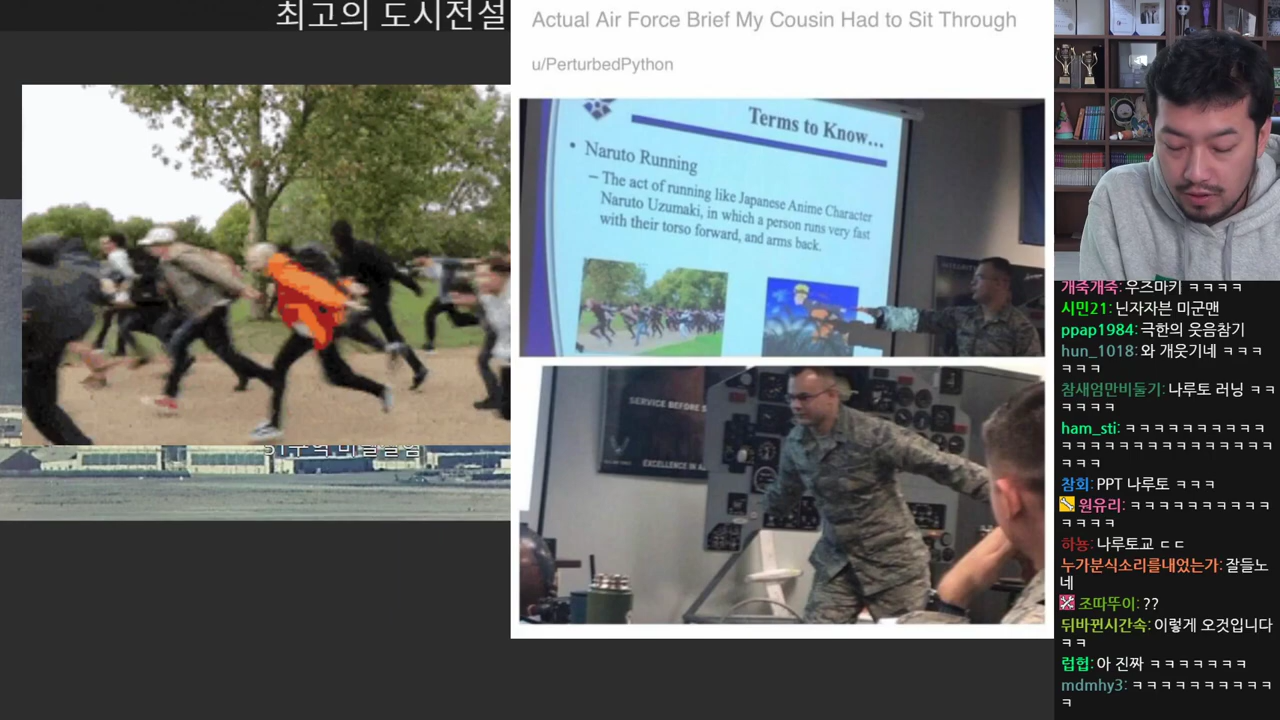 최고의 도시전설
Actual Air Force Brief My Cousin Had to Sit Through
u/PerturbedPython
Terms to Know...
• Naruto Running
– The act of running like Japanese Anime Character
Naruto Uzumaki, in which a person runs very fast
with their torso forward, and arms back.
SERVICE BEFORE S
EXCELLENCE IN A
개죽개죽: 우즈마키 ㅋㅋㅋㅋ
시민21: 닌자자븐 미군맨
ppap1984: 극한의 웃음참기
hun_1018: 와 개웃기네 ㅋㅋㅋ
ㅋㅋㅋㅋ
참새엄만비둘기: 나루토 러닝 ㅋㅋ
ㅋㅋㅋㅋㅋ
ham_sti: ㅋㅋㅋㅋㅋㅋㅋㅋㅋㅋ
ㅋㅋㅋㅋㅋㅋㅋㅋㅋㅋㅋㅋㅋㅋㅋ
ㅋㅋㅋ
참회: PPT 나루토 ㅋㅋㅋ
원유리: ㅋㅋㅋㅋㅋㅋㅋㅋㅋㅋ
ㅋㅋㅋㅋ
하뇽: 나루토교 ㄷㄷ
누가분식소리를내었는가: 잘들노
네
조따뚜이: ??
뒤바뀐시간속: 이렇게 오것입니다
ㅋㅋ
럽헙: 아 진짜 ㅋㅋㅋㅋㅋㅋㅋ
mdmhy3: ㅋㅋㅋㅋㅋㅋㅋㅋㅋㅋ
ㅋ